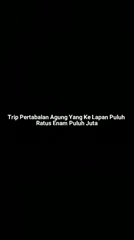 Trip Pertabalan Agung Yang Ke Lapan Puluh
Ratus Enam Puluh Juta